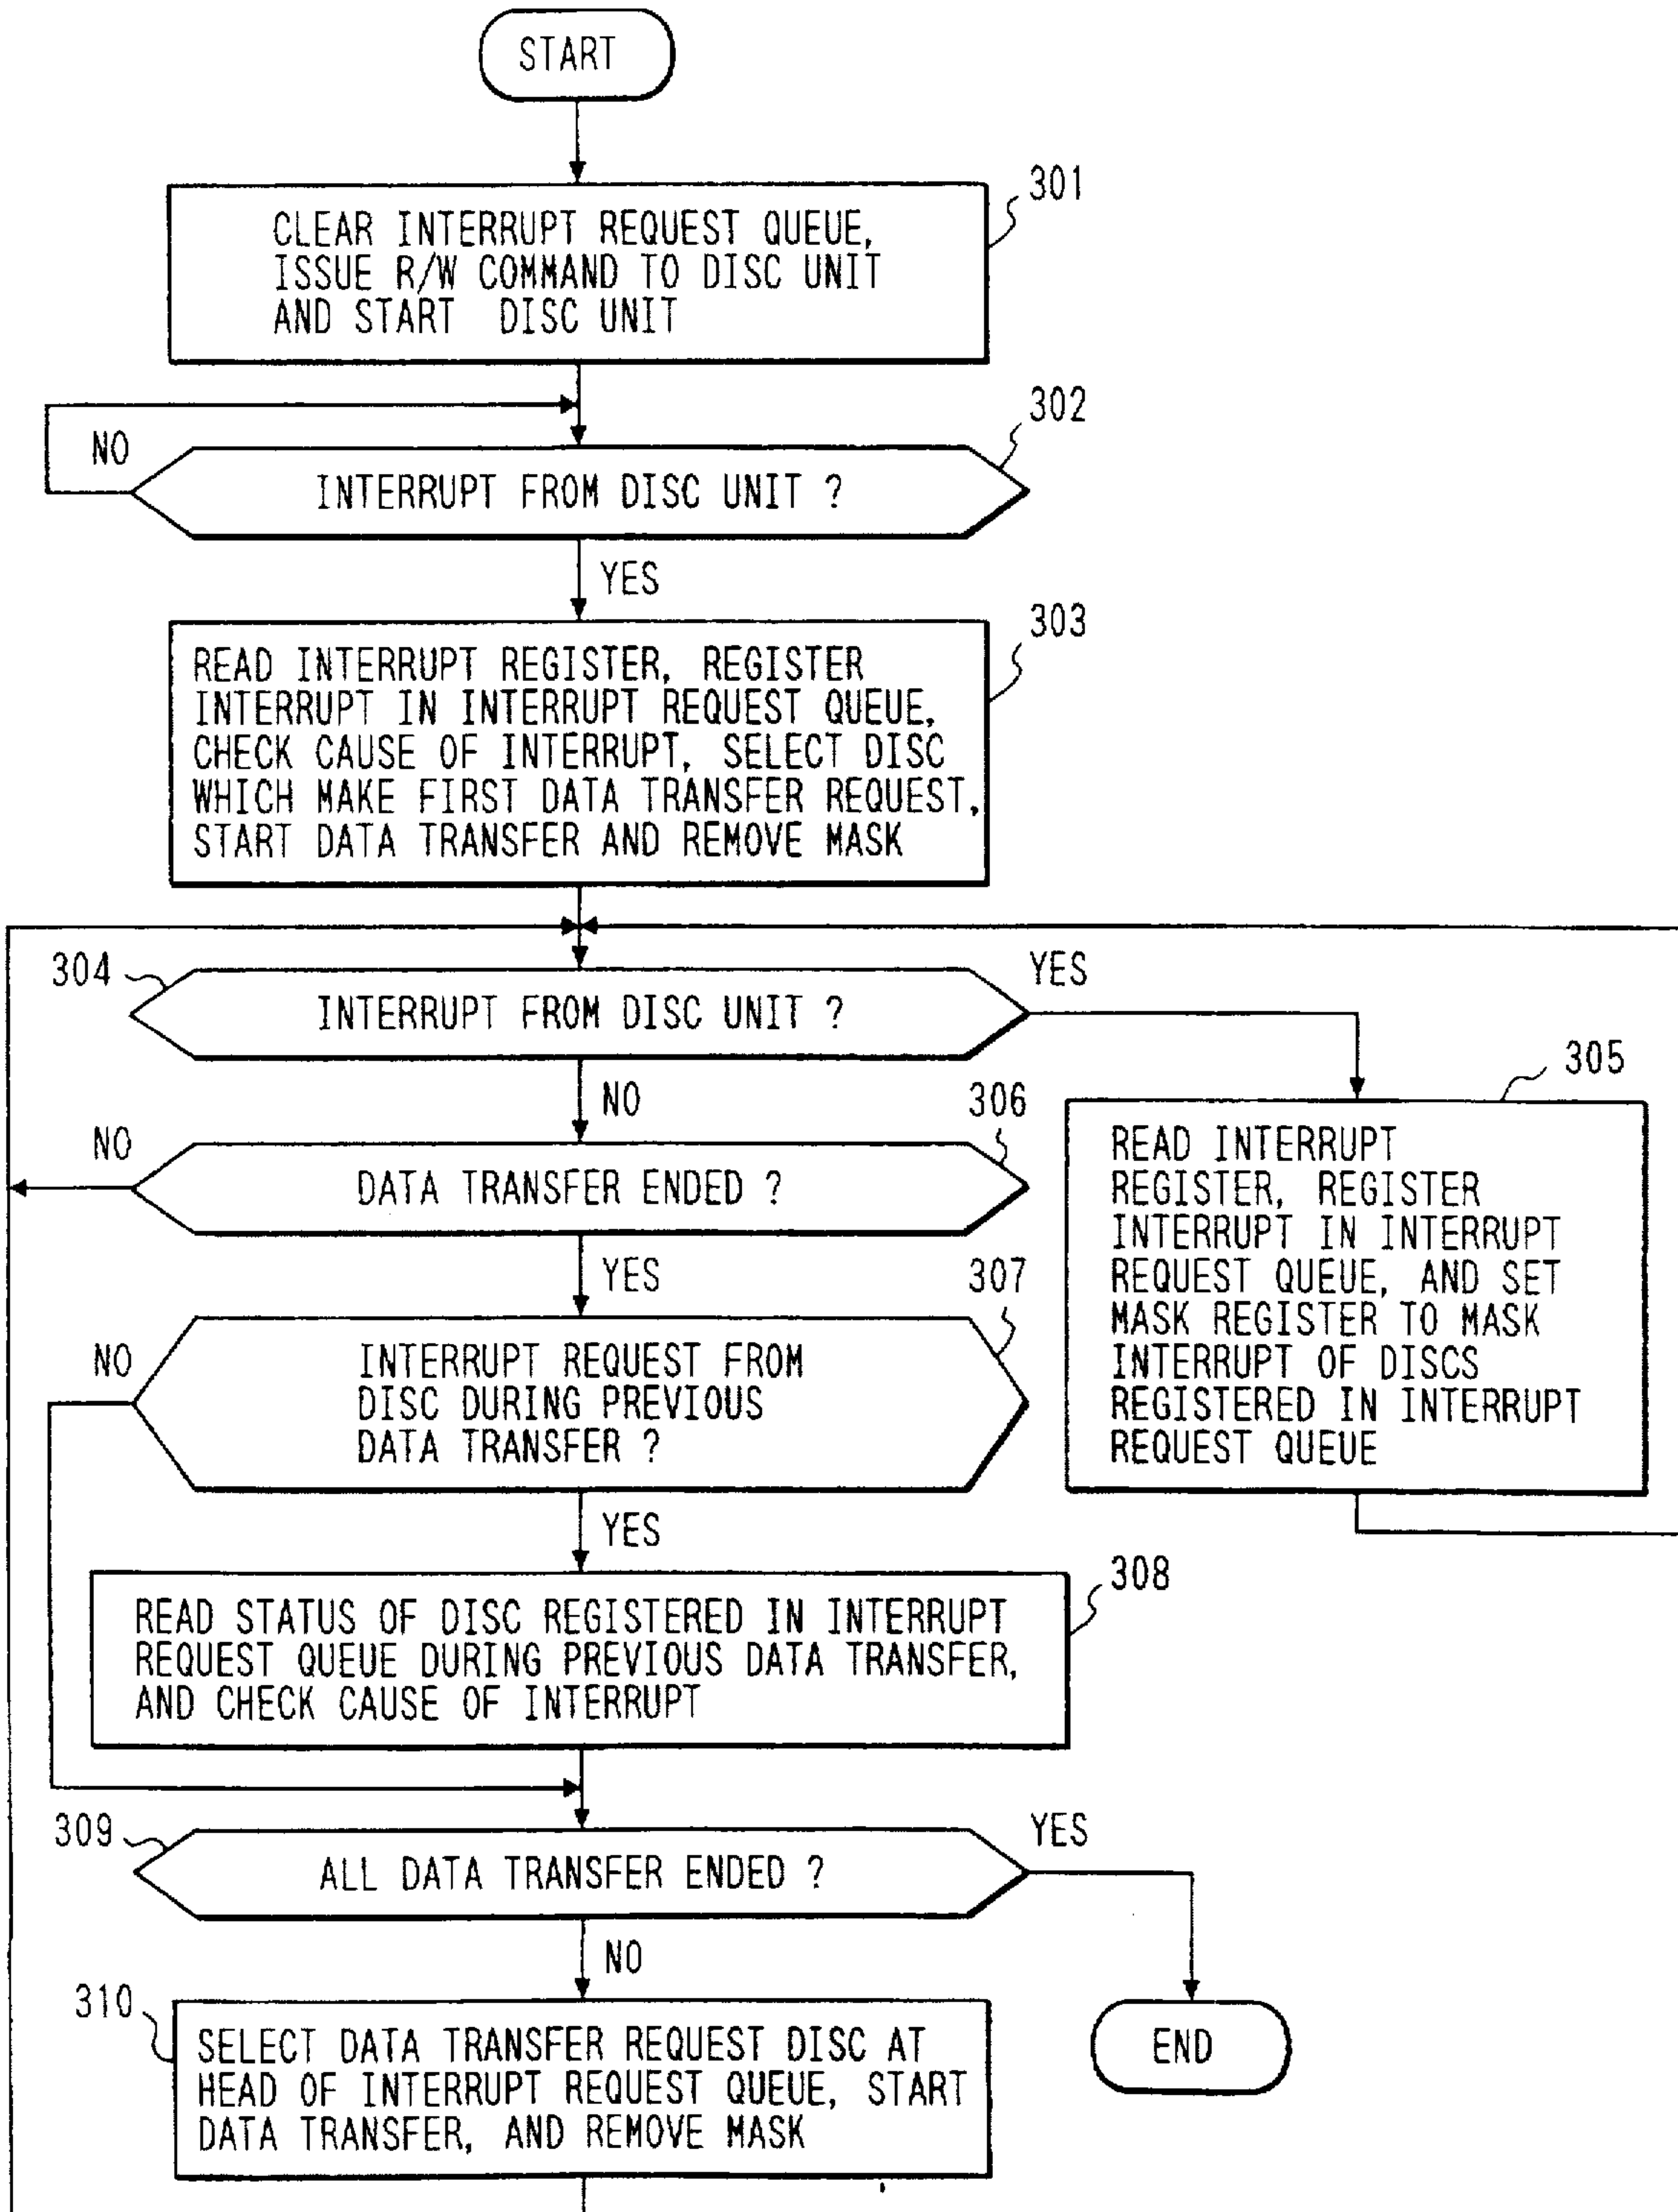 START
301
CLEAR INTERRUPT REQUEST QUEUE,
ISSUE R/W COMMAND TO DISC UNIT
AND START DISC UNIT
302
NO
INTERRUPT FROM DISC UNIT ?
YES
303
READ INTERRUPT REGISTER, REGISTER
INTERRUPT IN INTERRUPT REQUEST QUEUE,
CHECK CAUSE OF INTERRUPT, SELECT DISC
WHICH MAKE FIRST DATA TRANSFER REQUEST,
START DATA TRANSFER AND REMOVE MASK
304
YES
INTERRUPT FROM DISC UNIT ?
NO
305
READ INTERRUPT
REGISTER, REGISTER
INTERRUPT IN INTERRUPT
REQUEST QUEUE, AND SET
MASK REGISTER TO MASK
INTERRUPT OF DISCS
REGISTERED IN INTERRUPT
REQUEST QUEUE
306
NO
DATA TRANSFER ENDED ?
YES
307
NO
INTERRUPT REQUEST FROM
DISC DURING PREVIOUS
DATA TRANSFER ?
YES
308
READ STATUS OF DISC REGISTERED IN INTERRUPT
REQUEST QUEUE DURING PREVIOUS DATA TRANSFER,
AND CHECK CAUSE OF INTERRUPT
309
YES
ALL DATA TRANSFER ENDED ?
NO
310
SELECT DATA TRANSFER REQUEST DISC AT
HEAD OF INTERRUPT REQUEST QUEUE, START
DATA TRANSFER, AND REMOVE MASK
END